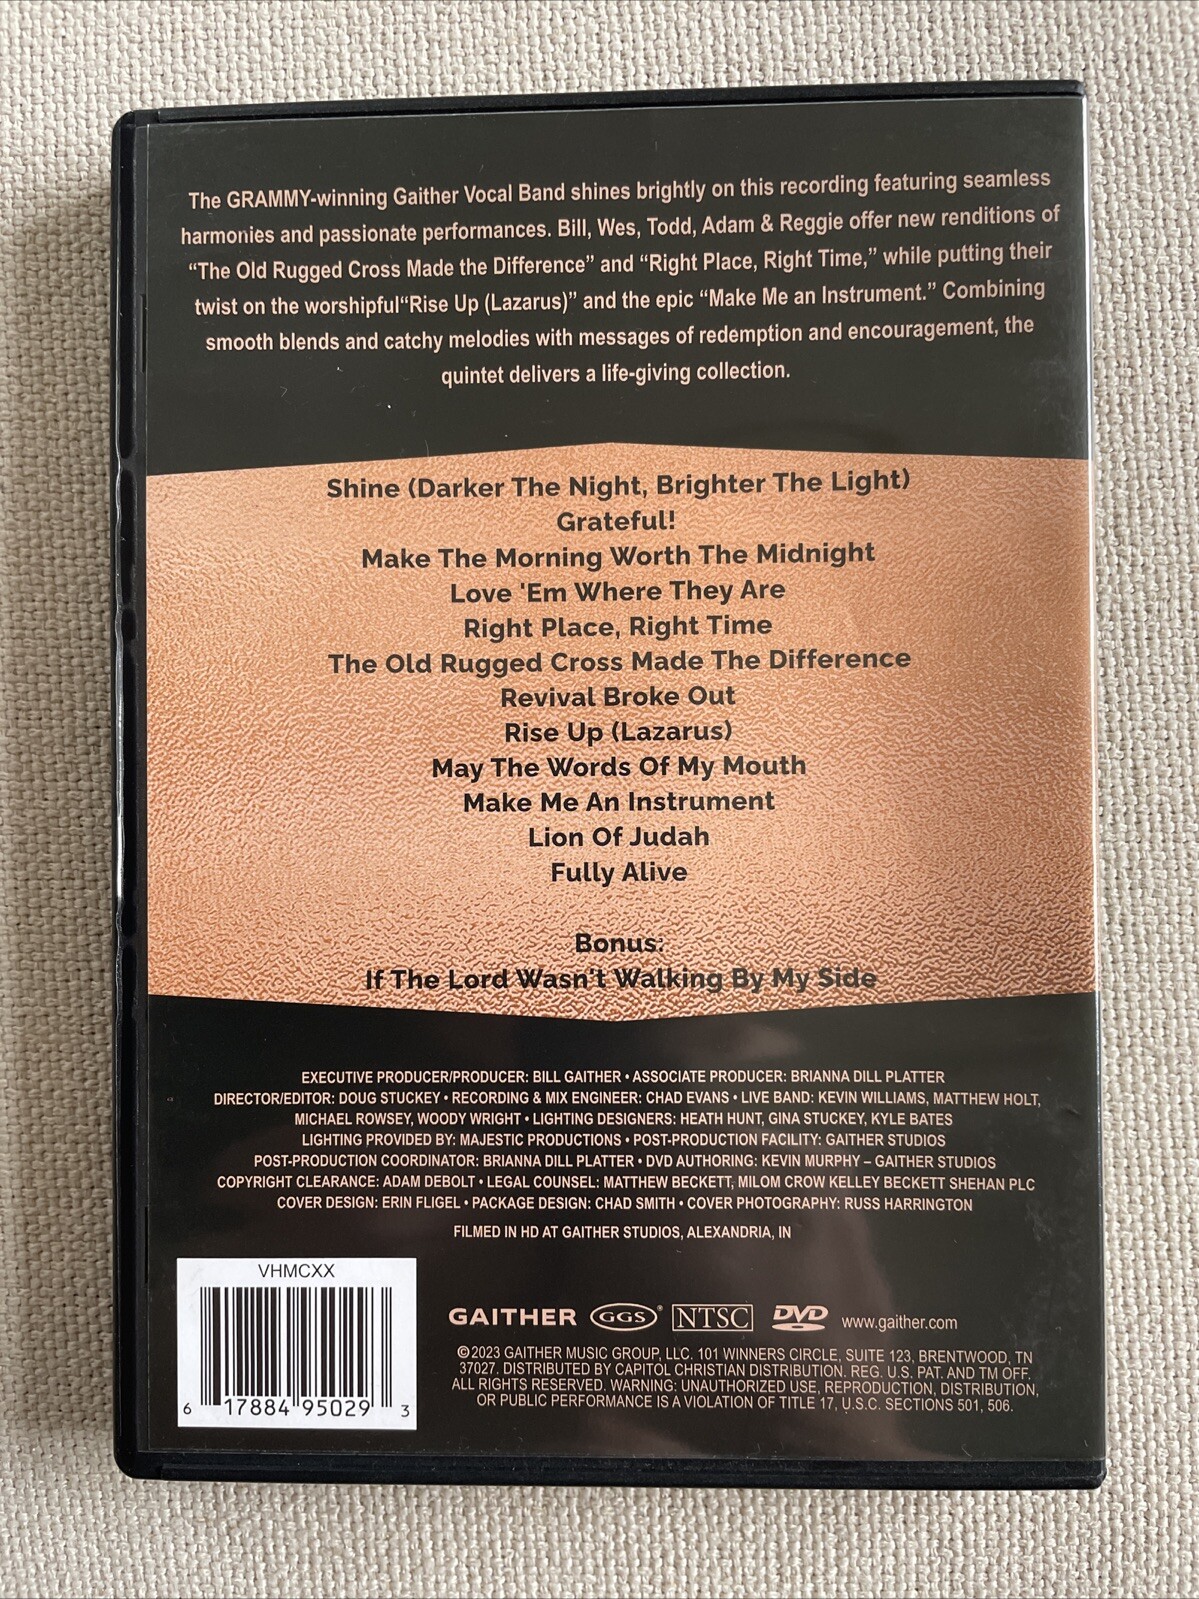 The GRAMMY-winning Gaither Vocal Band shines brightly on this recording featuring seamless
harmonies and passionate performances. Bill, Wes, Todd, Adam & Reggie offer new renditions of
“The Old Rugged Cross Made the Difference” and “Right Place, Right Time,” while putting their
twist on the worshipful“Rise Up (Lazarus)” and the epic “Make Me an Instrument.” Combining
smooth blends and catchy melodies with messages of redemption and encouragement, the
quintet delivers a life-giving collection.
Shine (Darker The Night, Brighter The Light)
Grateful!
Make The Morning Worth The Midnight
Love 'Em Where They Are
Right Place, Right Time
The Old Rugged Cross Made The Difference
Revival Broke Out
Rise Up (Lazarus)
May The Words Of My Mouth
Make Me An Instrument
Lion Of Judah
Fully Alive
Bonus:
If The Lord Wasn't Walking By My Side
EXECUTIVE PRODUCER/PRODUCER: BILL GAITHER • ASSOCIATE PRODUCER: BRIANNA DILL PLATTER
DIRECTOR/EDITOR: DOUG STUCKEY • RECORDING & MIX ENGINEER: CHAD EVANS • LIVE BAND: KEVIN WILLIAMS, MATTHEW HOLT,
MICHAEL ROWSEY, WOODY WRIGHT • LIGHTING DESIGNERS: HEATH HUNT, GINA STUCKEY, KYLE BATES
LIGHTING PROVIDED BY: MAJESTIC PRODUCTIONS • POST-PRODUCTION FACILITY: GAITHER STUDIOS
POST-PRODUCTION COORDINATOR: BRIANNA DILL PLATTER • DVD AUTHORING: KEVIN MURPHY – GAITHER STUDIOS
COPYRIGHT CLEARANCE: ADAM DEBOLT • LEGAL COUNSEL: MATTHEW BECKETT, MILOM CROW KELLEY BECKETT SHEHAN PLC
COVER DESIGN: ERIN FLIGEL • PACKAGE DESIGN: CHAD SMITH • COVER PHOTOGRAPHY: RUSS HARRINGTON
FILMED IN HD AT GAITHER STUDIOS, ALEXANDRIA, IN
VHMCXX
6 17884 95029 3
GAITHER GGS® NTSC DVD VIDEO www.gaither.com
©2023 GAITHER MUSIC GROUP, LLC. 101 WINNERS CIRCLE, SUITE 123, BRENTWOOD, TN
37027. DISTRIBUTED BY CAPITOL CHRISTIAN DISTRIBUTION. REG. U.S. PAT. AND TM OFF.
ALL RIGHTS RESERVED. WARNING: UNAUTHORIZED USE, REPRODUCTION, DISTRIBUTION,
OR PUBLIC PERFORMANCE IS A VIOLATION OF TITLE 17, U.S.C. SECTIONS 501, 506.